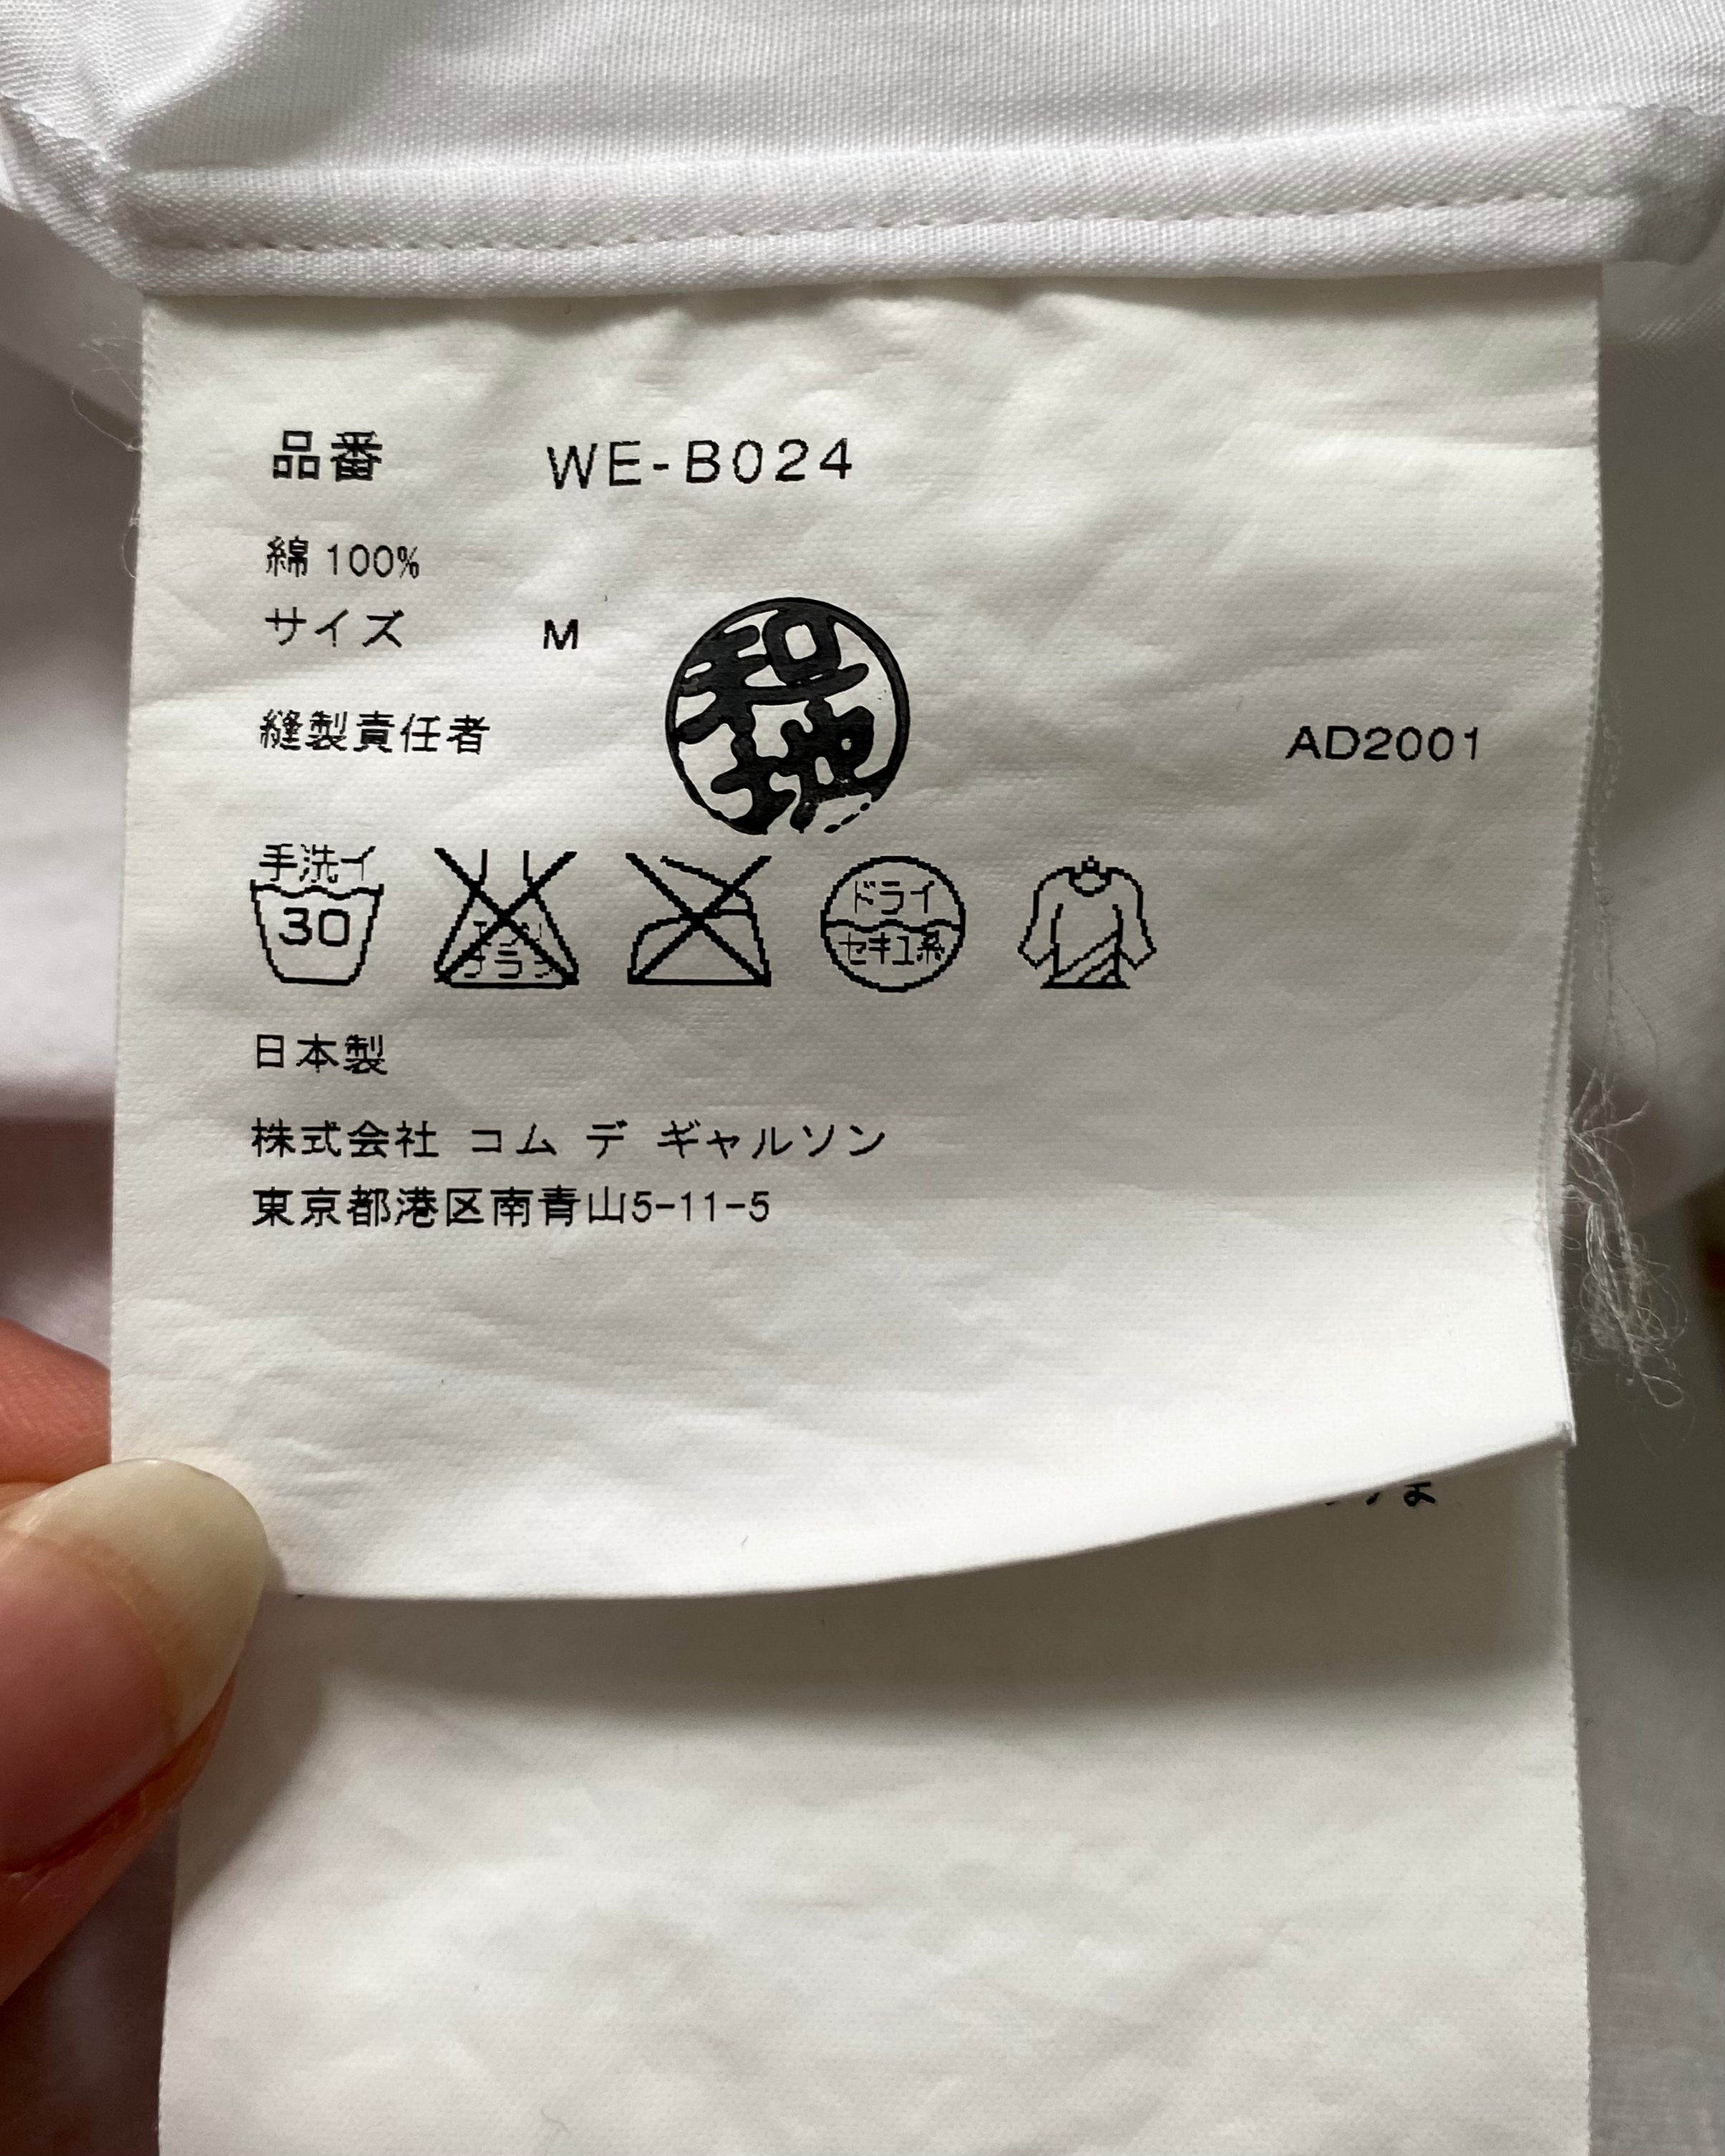 品番 WE-B024
綿 100%
サイズ M
縫製責任者 和地 AD2001
手洗イ
30
ドライ
セキユ系
日本製
株式会社 コム デ ギャルソン
東京都港区南青山5-11-5